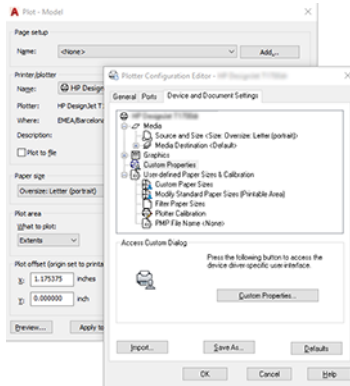 Plot - Model
Page setup
Name:
<None>
Add...
Printer/plotter
Name:
HP Design
Plotter:
HP DesignJet T
Where:
EMEA/Barcelon
Description:
Plot to file
Paper size
Oversize: Letter (portrait)
Plot area
What to plot:
Extents
Plot offset (origin set to printa
X:
1.175375
inches
Y:
0.000000
inch
Preview...
Apply to
Plotter Configuration Editor -
General
Ports
Device and Document Settings
Media
Source and Size <Size: Oversize: Letter (portrait)>
Media Destination <Default>
Graphics
Custom Properties
User-defined Paper Sizes & Calibration
Custom Paper Sizes
Modify Standard Paper Sizes (Printable Area)
Filter Paper Sizes
Plotter Calibration
PMP File Name <None>
Access Custom Dialog
Press the following button to access the
device driver-specific user interface.
Custom Properties...
Import...
Save As...
Defaults
OK
Cancel
Help